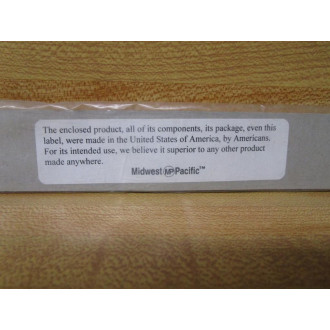 The enclosed product, all of its components, its package, even this
label, were made in the United States of America, by Americans.
For its intended use, we believe it superior to any other product
made anywhere.
Midwest MP Pacific™